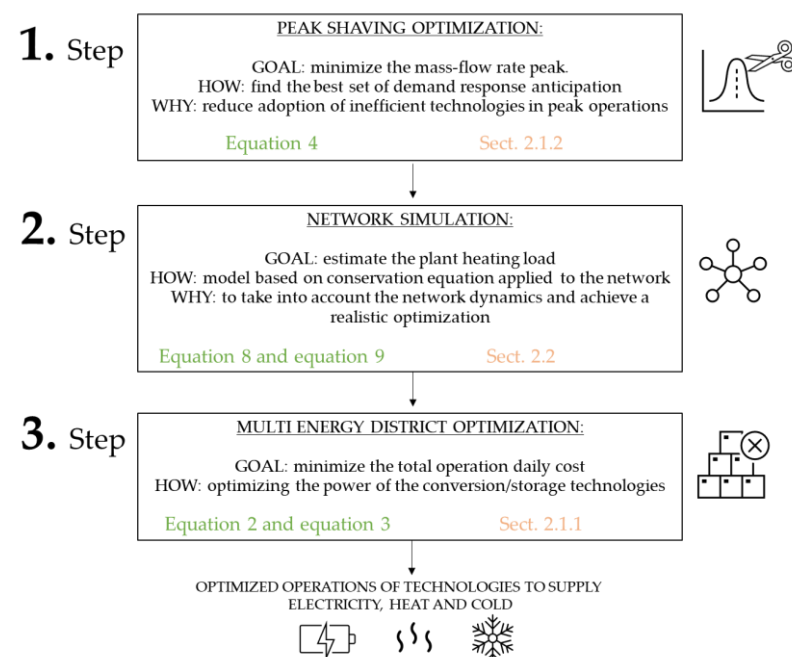 1. Step
PEAK SHAVING OPTIMIZATION:
GOAL: minimize the mass-flow rate peak.
HOW: find the best set of demand response anticipation
WHY: reduce adoption of inefficient technologies in peak operations
Equation 4 Sect. 2.1.2
2. Step
NETWORK SIMULATION:
GOAL: estimate the plant heating load
HOW: model based on conservation equation applied to the network
WHY: to take into account the network dynamics and achieve a
realistic optimization
Equation 8 and equation 9 Sect. 2.2
3. Step
MULTI ENERGY DISTRICT OPTIMIZATION:
GOAL: minimize the total operation daily cost
HOW: optimizing the power of the conversion/storage technologies
Equation 2 and equation 3 Sect. 2.1.1
OPTIMIZED OPERATIONS OF TECHNOLOGIES TO SUPPLY
ELECTRICITY, HEAT AND COLD